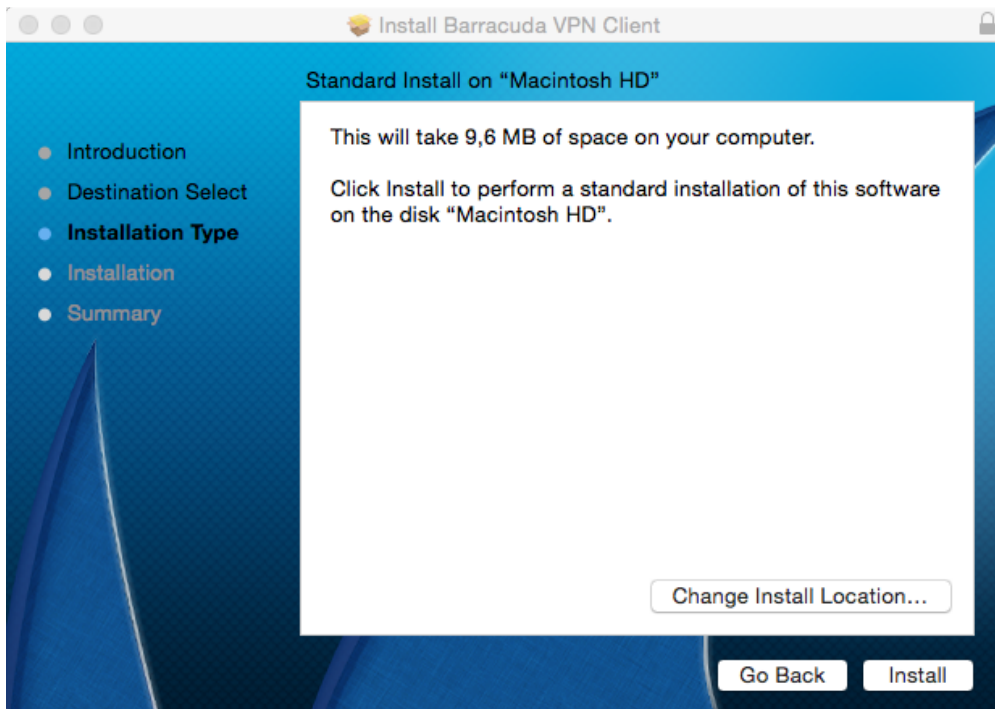 Install Barracuda VPN Client
Standard Install on “Macintosh HD”
Introduction
Destination Select
Installation Type
Installation
Summary
This will take 9,6 MB of space on your computer.
Click Install to perform a standard installation of this software
on the disk “Macintosh HD”.
Change Install Location...
Go Back
Install